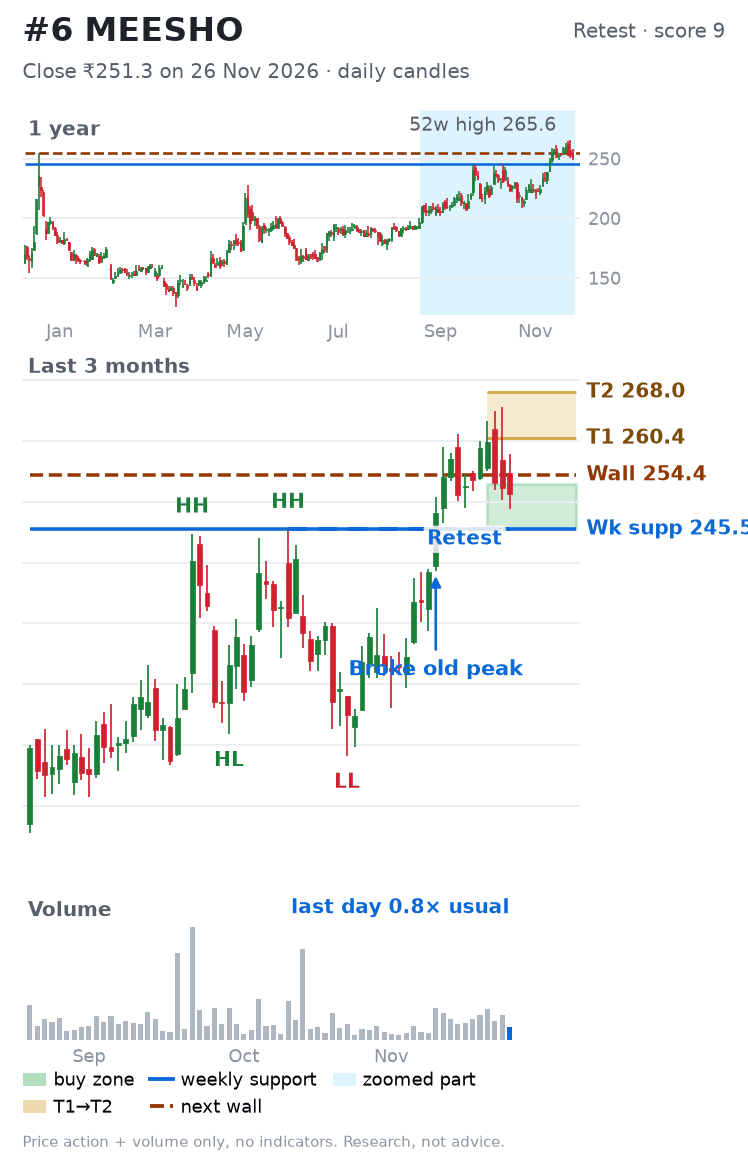 #6 MEESHO
Retest · score 9
Close ₹251.3 on 26 Nov 2026 · daily candles
1 year
52w high 265.6
250
200
150
Jan Mar May Jul Sep Nov
Last 3 months
T2 268.0
T1 260.4
Wall 254.4
HH
HH
Wk supp 245.5
Retest
Broke old peak
HL
LL
Volume
last day 0.8× usual
Sep Oct Nov
buy zone
weekly support
zoomed part
T1→T2
next wall
Price action + volume only, no indicators. Research, not advice.